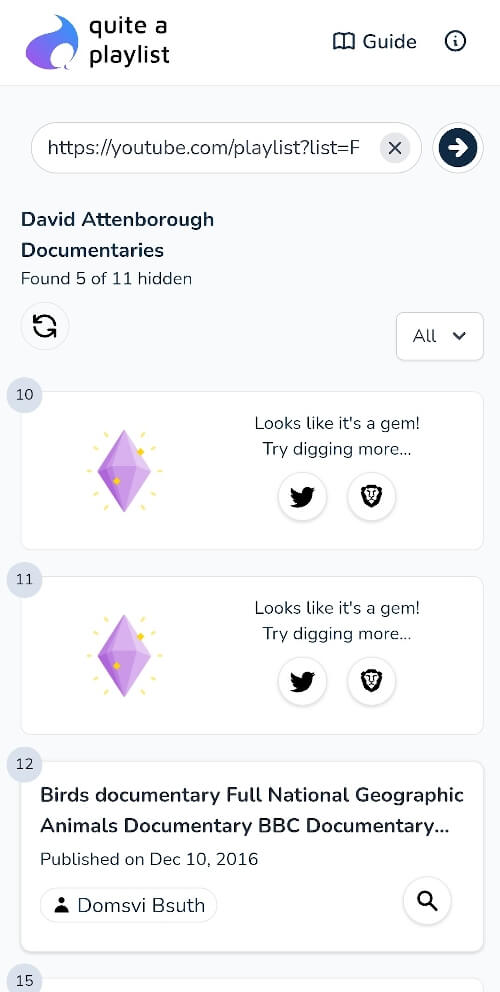 quite a
playlist
Guide
https://youtube.com/playlist?list=F
David Attenborough
Documentaries
Found 5 of 11 hidden
All
10
Looks like it's a gem!
Try digging more...
11
Looks like it's a gem!
Try digging more...
12
Birds documentary Full National Geographic
Animals Documentary BBC Documentary...
Published on Dec 10, 2016
Domsvi Bsuth
15